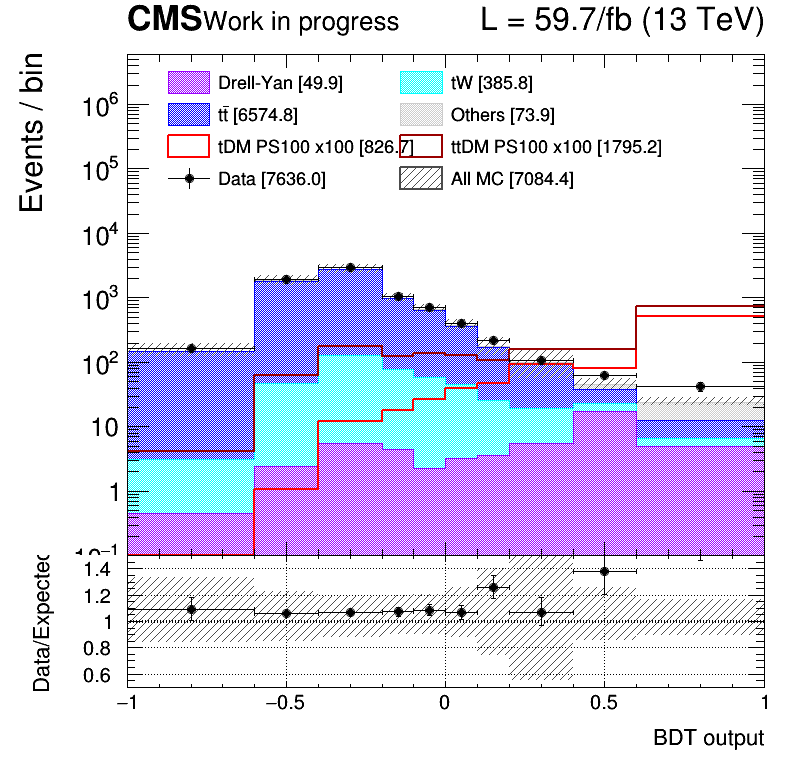 CMS Work in progress L = 59.7/fb (13 TeV)
Events / bin
Drell-Yan [49.9] tW [385.8]
tt̄ [6574.8] Others [73.9]
tDM PS100 x100 [826.7] ttDM PS100 x100 [1795.2]
Data [7636.0] All MC [7084.4]
10⁶
10⁵
10⁴
10³
10²
10
1
10⁻¹
Data/Expected
1.4
1.2
1
0.8
0.6
−1 −0.5 0 0.5 1
BDT output